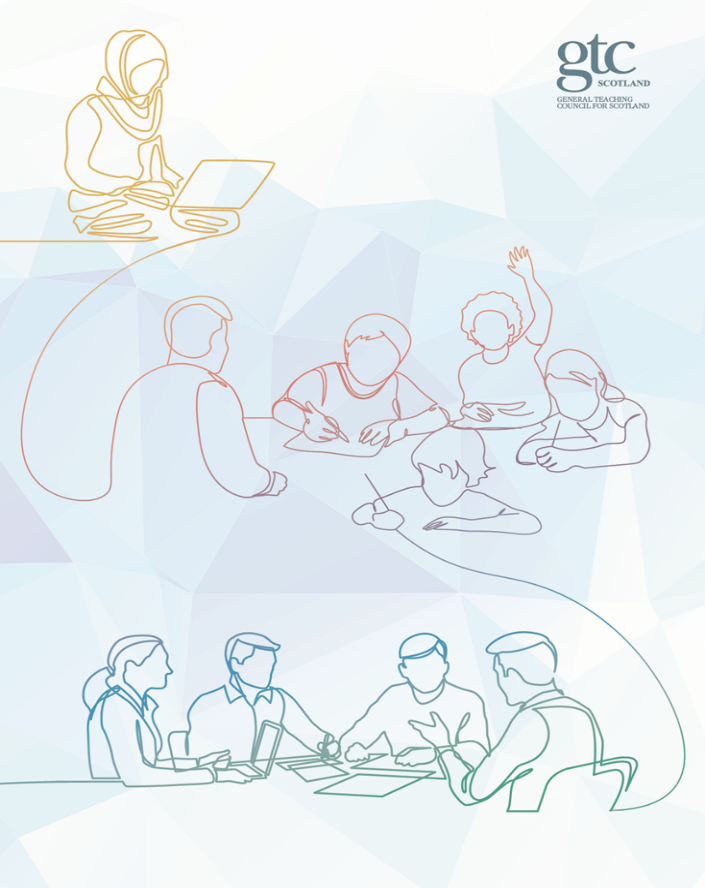 gtc
SCOTLAND
GENERAL TEACHING
COUNCIL FOR SCOTLAND